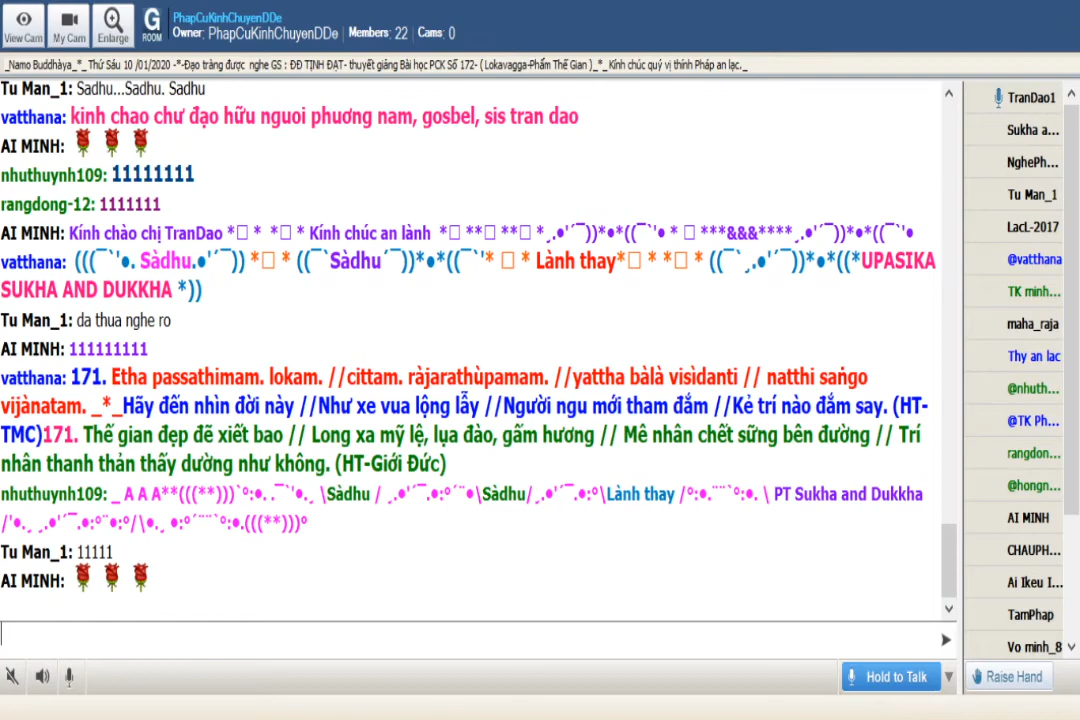 PhapCuKinhChuyenDDe
G Owner: PhapCuKinhChuyenDDe Members: 22 Cams: 0
View Cam My Cam Enlarge ROOM
_Namo Buddhàya_*_ Thứ Sáu 10 /01/2020 -*-Đạo tràng được nghe GS : ĐĐ TỊNH ĐẠT- thuyết giảng Bài học PCK Số 172- ( Lokavagga-Phẩm Thế Gian )_*_Kính chúc quý vị thính Pháp an lạc._
Tu Man_1: Sadhu...Sadhu. Sadhu
vatthana: kinh chao chư đạo hữu nguoi phuơng nam, gosbel, sis tran dao
AI MINH:
nhuthuynh109: 11111111
rangdong-12: 1111111
AI MINH: Kính chào chị TranDao *□ * *□ * Kính chúc an lành *□ **□ **□ *¸.•'´¯))*•*((¯`'• * □ ***&&&****¸.•'´¯))*•*((¯`'•
vatthana: (((¯`'•. Sàdhu.•'´¯)) *□ * ((¯`Sàdhu´¯))*•*((¯`'* □ * Lành thay*□ * *□ * ((¯`¸.•'´¯))*•*((*UPASIKA
SUKHA AND DUKKHA *))
Tu Man_1: da thua nghe ro
AI MINH: 111111111
vatthana: 171. Etha passathimam. lokam. //cittam. ràjarathùpamam. //yattha bàlà visìdanti // natthi saṅgo
vijànatam. _*_Hãy đến nhìn đời này //Như xe vua lộng lẫy //Người ngu mới tham đắm //Kẻ trí nào đắm say. (HT-
TMC)171. Thế gian đẹp đẽ xiết bao // Long xa mỹ lệ, lụa đào, gấm hương // Mê nhân chết sững bên đường // Trí
nhân thanh thản thấy dường như không. (HT-Giới Đức)
nhuthuynh109: _ A A A**(((**)))`°:•. .¯`'•.¸ \Sàdhu / ¸.•'´¯.•:°´¨•\Sàdhu/¸.•'´¯.•:°\Lành thay /°:•.¨¨`°:•. \ PT Sukha and Dukkha
/'•.¸ ¸.•'´¯.•:°¨•:°/\•.¸ •:°´¨¨`°:•.(((**)))°
Tu Man_1: 11111
AI MINH:
TranDao1
Sukha a...
NghePh...
Tu Man_1
LacL-2017
@vatthana
TK minh...
maha_raja
Thy an lac
@nhuth...
@TK Ph...
rangdon...
@hongn...
AI MINH
CHAUPH...
Ai Ikeu I...
TamPhap
Vo minh_8
Hold to Talk
Raise Hand